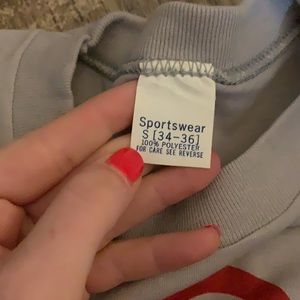 Sportswear
S [34-36]
100% POLYESTER
FOR CARE SEE REVERSE